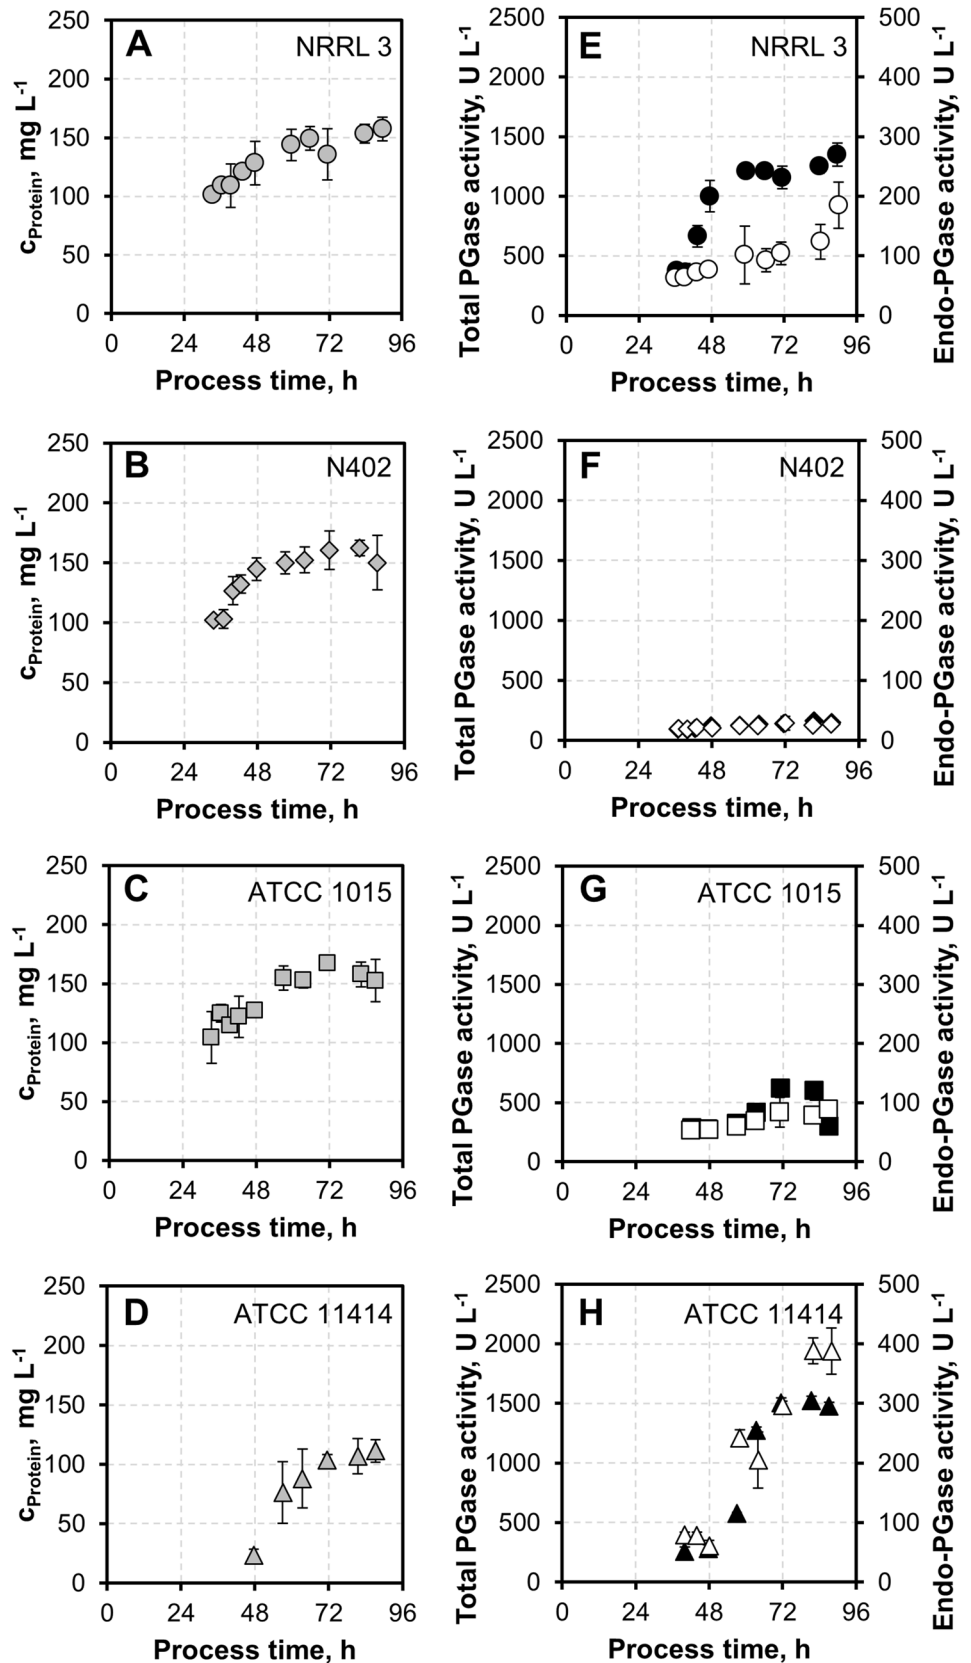 A NRRL 3
250
200
150
100
50
0
0 24 48 72 96
c_Protein, mg L⁻¹
Process time, h
E NRRL 3
2500
2000
1500
1000
500
0
500
400
300
200
100
0
0 24 48 72 96
Total PGase activity, U L⁻¹
Endo-PGase activity, U L⁻¹
Process time, h
B N402
250
200
150
100
50
0
0 24 48 72 96
c_Protein, mg L⁻¹
Process time, h
F N402
2500
2000
1500
1000
500
0
500
400
300
200
100
0
0 24 48 72 96
Total PGase activity, U L⁻¹
Endo-PGase activity, U L⁻¹
Process time, h
C ATCC 1015
250
200
150
100
50
0
0 24 48 72 96
c_Protein, mg L⁻¹
Process time, h
G ATCC 1015
2500
2000
1500
1000
500
0
500
400
300
200
100
0
0 24 48 72 96
Total PGase activity, U L⁻¹
Endo-PGase activity, U L⁻¹
Process time, h
D ATCC 11414
250
200
150
100
50
0
0 24 48 72 96
c_Protein, mg L⁻¹
Process time, h
H ATCC 11414
2500
2000
1500
1000
500
0
500
400
300
200
100
0
0 24 48 72 96
Total PGase activity, U L⁻¹
Endo-PGase activity, U L⁻¹
Process time, h